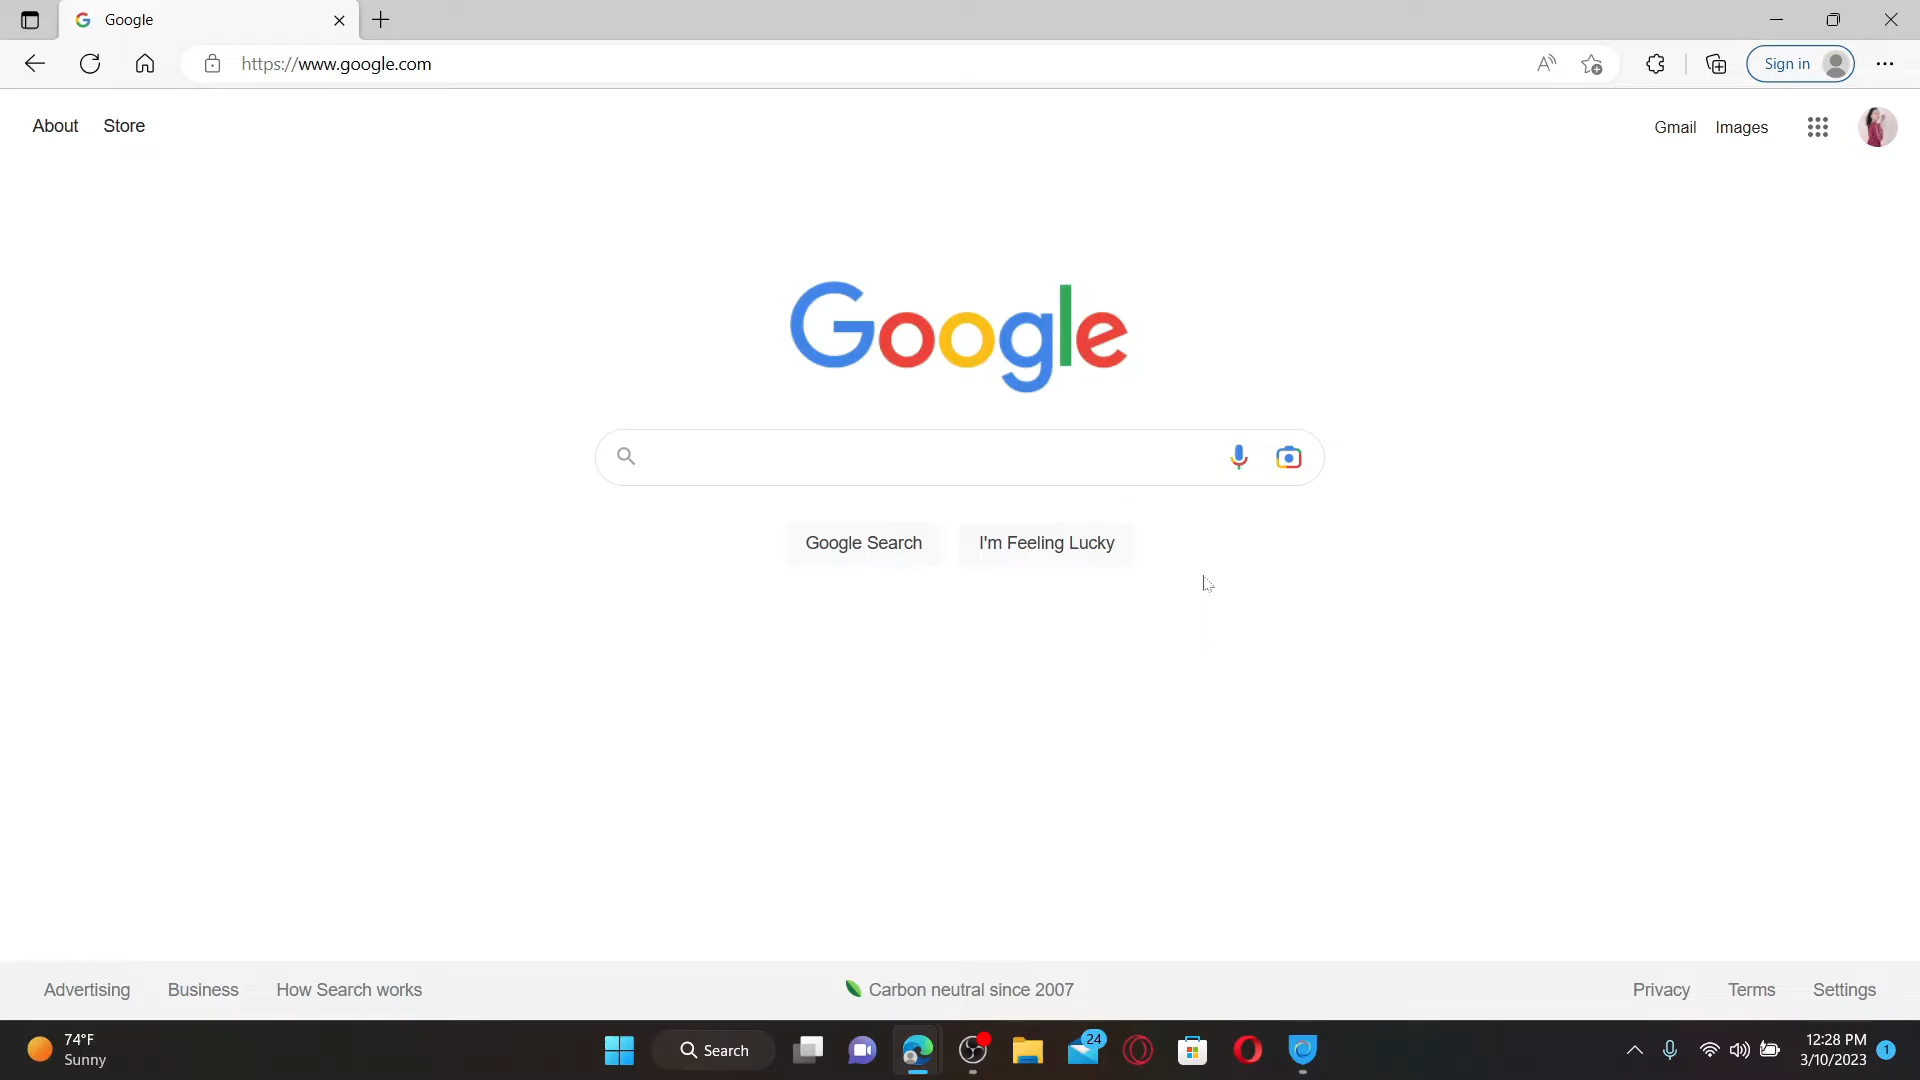 Google
https://www.google.com
Sign in
About Store
Gmail Images
Google
Google Search I'm Feeling Lucky
Advertising Business How Search works
Carbon neutral since 2007
Privacy Terms Settings
74°F
Sunny
Search
24
12:28 PM
3/10/2023
1